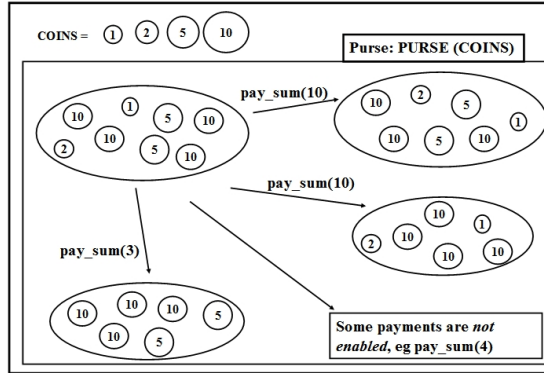 COINS = 1 2 5 10
Purse: PURSE (COINS)
pay_sum(10)
10 1 5 10
2 10 5 10
10 2 5 1
10 5 10
pay_sum(10)
10 1
2 10 10 10
pay_sum(3)
10 10 10 5
10 5
Some payments are not
enabled, eg pay_sum(4)